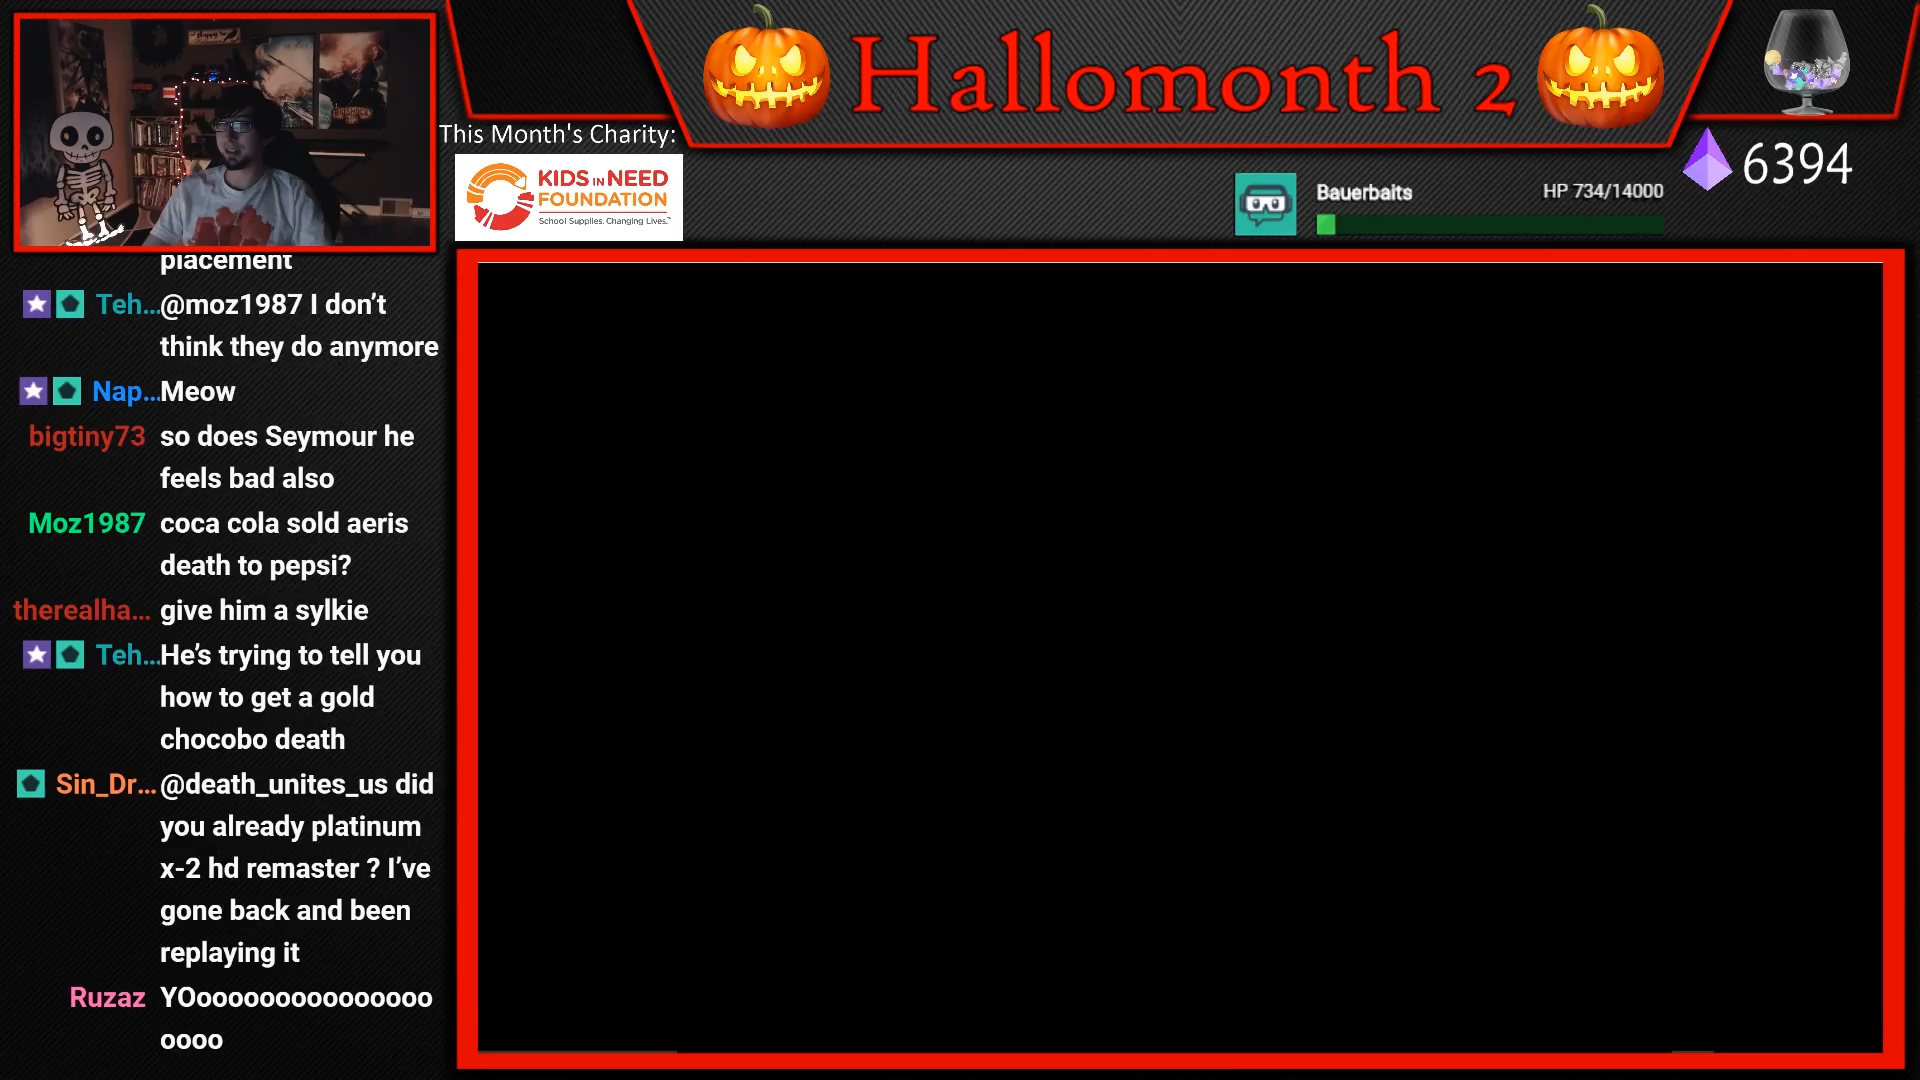 Hallomonth 2
This Month's Charity:
KIDS IN NEED
FOUNDATION
School Supplies. Changing Lives.™
Bauerbaits HP 734/14000
6394
placement
Teh... @moz1987 I don’t
think they do anymore
Nap... Meow
bigtiny73 so does Seymour he
feels bad also
Moz1987 coca cola sold aeris
death to pepsi?
therealha... give him a sylkie
Teh... He’s trying to tell you
how to get a gold
chocobo death
Sin_Dr... @death_unites_us did
you already platinum
x-2 hd remaster ? I’ve
gone back and been
replaying it
Ruzaz YOooooooooooooooo
oooo